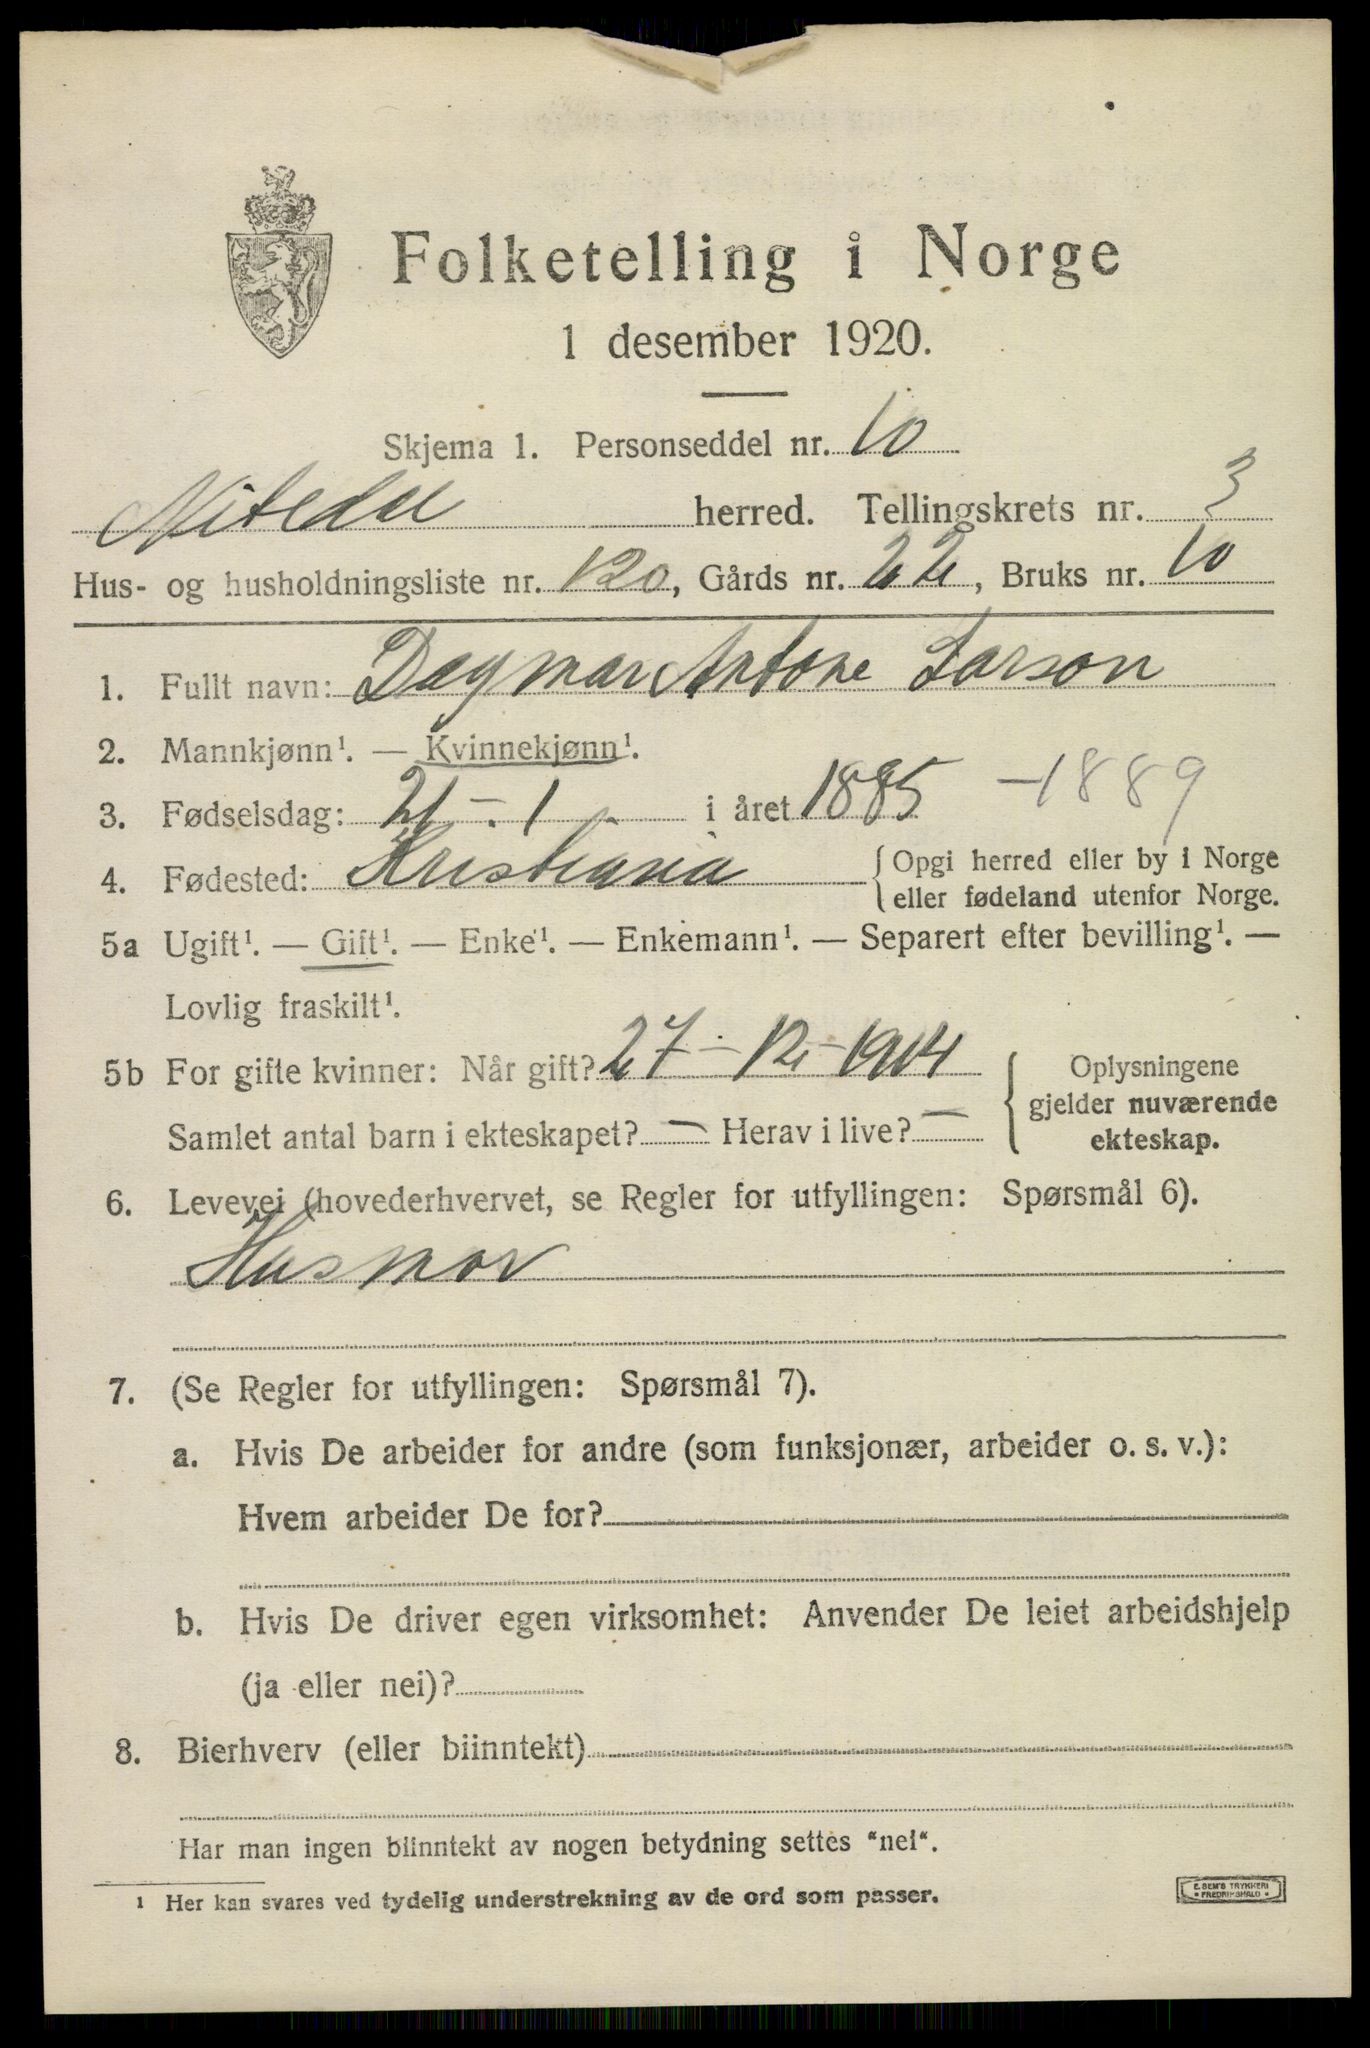 Folketelling i Norge
1 desember 1920.
Skjema 1. Personseddel nr. 10
Nitedal herred. Tellingskrets nr. 3
Hus- og husholdningsliste nr. 120, Gårds nr. 22, Bruks nr. 10
1. Fullt navn: Dagmar Antone Larson
2. Mannkjønn¹. — Kvinnekjønn¹.
3. Fødselsdag: 21 - 1 i året 1885 - 1889
4. Fødested: Kristiania {Opgi herred eller by i Norge
eller fødeland utenfor Norge.
5a Ugift¹. — Gift¹. — Enke¹. — Enkemann¹. — Separert efter bevilling¹. —
Lovlig fraskilt¹.
5b For gifte kvinner: Når gift? 27 - 12 - 1914 { Oplysningene
gjelder nuværende
Samlet antal barn i ekteskapet? — Herav i live? —
ekteskap.
6. Levevei (hovederhvervet, se Regler for utfyllingen: Spørsmål 6).
Husmor
7. (Se Regler for utfyllingen: Spørsmål 7).
a. Hvis De arbeider for andre (som funksjonær, arbeider o. s. v.):
Hvem arbeider De for?
b. Hvis De driver egen virksomhet: Anvender De leiet arbeidshjelp
(ja eller nei)?
8. Bierhverv (eller biinntekt)
Har man ingen biinntekt av nogen betydning settes “nei“.
¹ Her kan svares ved tydelig understrekning av de ord som passer.
E. SEM'S TRYKKERI
• FREDRIKSHALD •